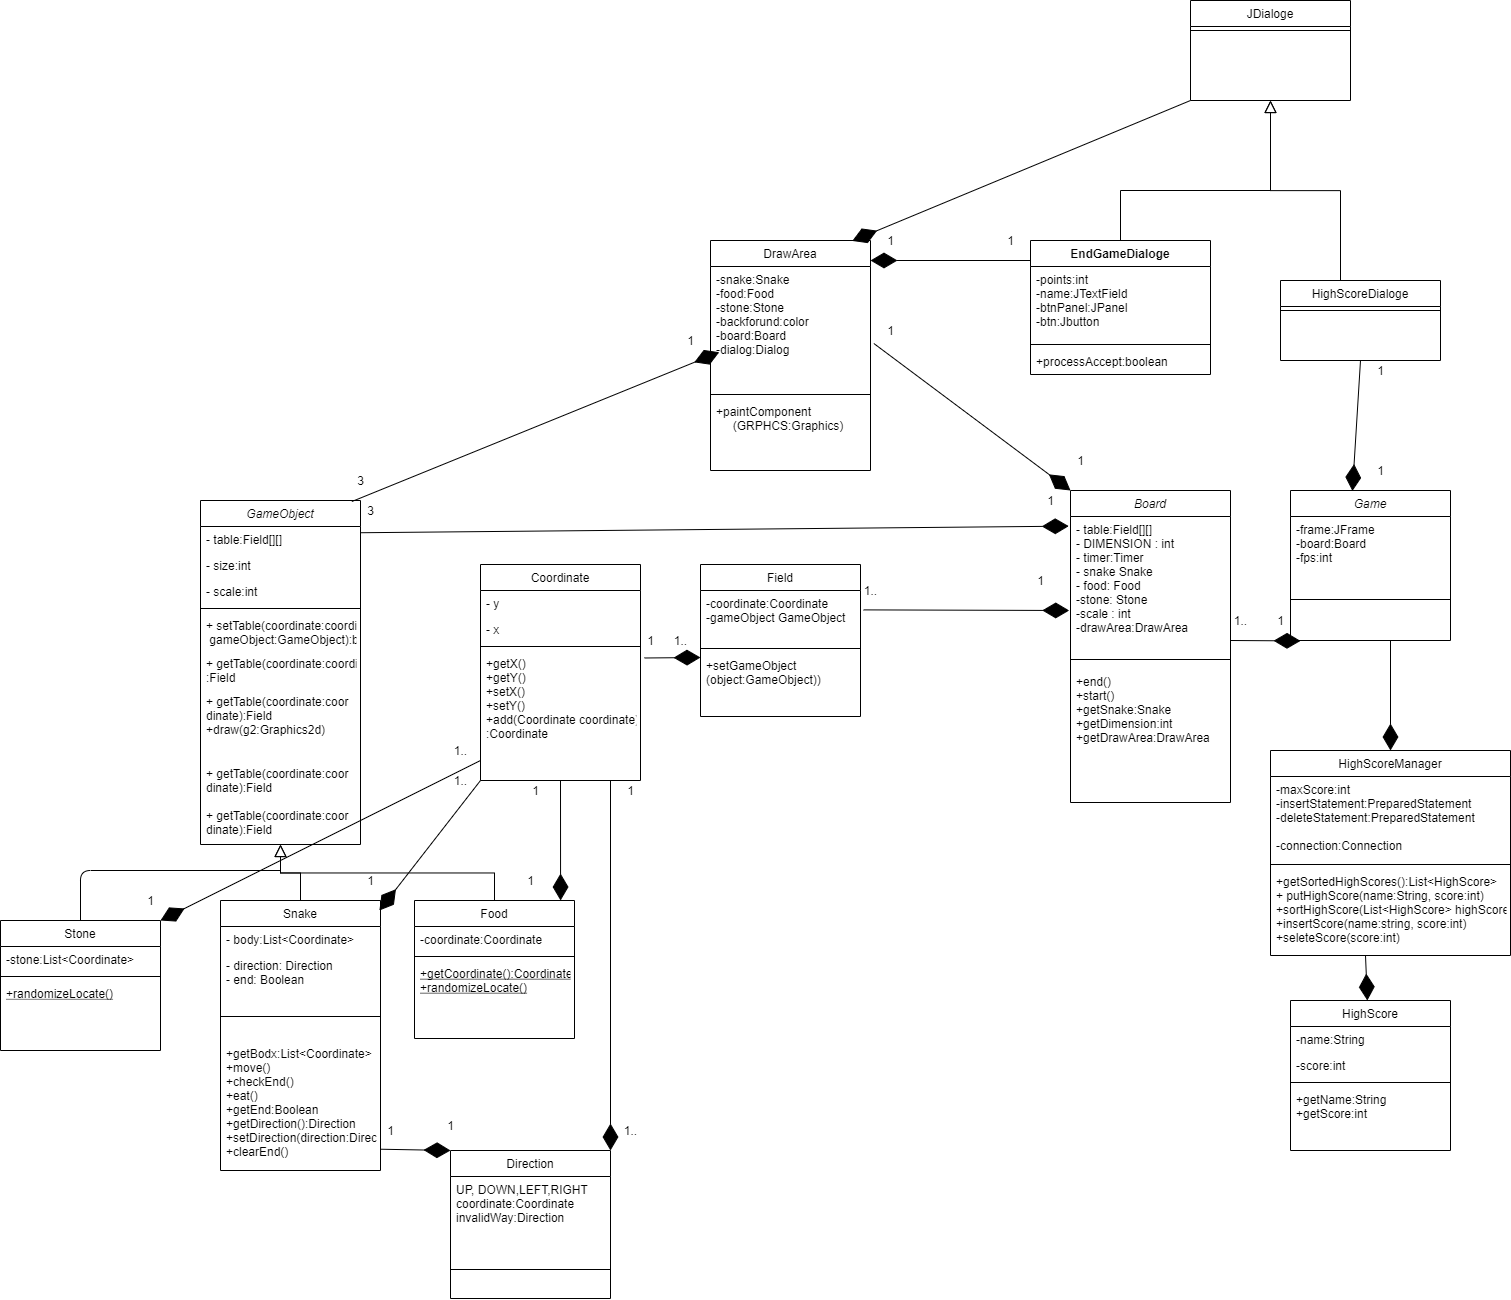 JDialoge
DrawArea
-snake:Snake
-food:Food
-stone:Stone
-backforund:color
-board:Board
-dialog:Dialog
+paintComponent
(GRPHCS:Graphics)
1
1
EndGameDialoge
-points:int
-name:JTextField
-btnPanel:JPanel
-btn:Jbutton
+processAccept:boolean
HighScoreDialoge
1
1
1
1
1
3
3
1
GameObject
- table:Field[][]
- size:int
- scale:int
+ setTable(coordinate:coordi
gameObject:GameObject):b
+ getTable(coordinate:coordi
:Field
+ getTable(coordinate:coor
dinate):Field
+draw(g2:Graphics2d)
+ getTable(coordinate:coor
dinate):Field
+ getTable(coordinate:coor
dinate):Field
Coordinate
- y
- x
+getX()
+getY()
+setX()
+setY()
+add(Coordinate coordinate)
:Coordinate
1
1..
Field
-coordinate:Coordinate
-gameObject GameObject
+setGameObject
(object:GameObject))
1..
1
Board
- table:Field[][]
- DIMENSION : int
- timer:Timer
- snake Snake
- food: Food
-stone: Stone
-scale : int
-drawArea:DrawArea
+end()
+start()
+getSnake:Snake
+getDimension:int
+getDrawArea:DrawArea
1..
1
Game
-frame:JFrame
-board:Board
-fps:int
HighScoreManager
-maxScore:int
-insertStatement:PreparedStatement
-deleteStatement:PreparedStatement
-connection:Connection
+getSortedHighScores():List<HighScore>
+ putHighScore(name:String, score:int)
+sortHighScore(List<HighScore> highScore
+insertScore(name:string, score:int)
+seleteScore(score:int)
HighScore
-name:String
-score:int
+getName:String
+getScore:int
1..
1..
1
1
1
1
1
Stone
-stone:List<Coordinate>
+randomizeLocate()
Snake
- body:List<Coordinate>
- direction: Direction
- end: Boolean
+getBodx:List<Coordinate>
+move()
+checkEnd()
+eat()
+getEnd:Boolean
+getDirection():Direction
+setDirection(direction:Direc
+clearEnd()
Food
-coordinate:Coordinate
+getCoordinate():Coordinate
+randomizeLocate()
1
1
1..
Direction
UP, DOWN,LEFT,RIGHT
coordinate:Coordinate
invalidWay:Direction